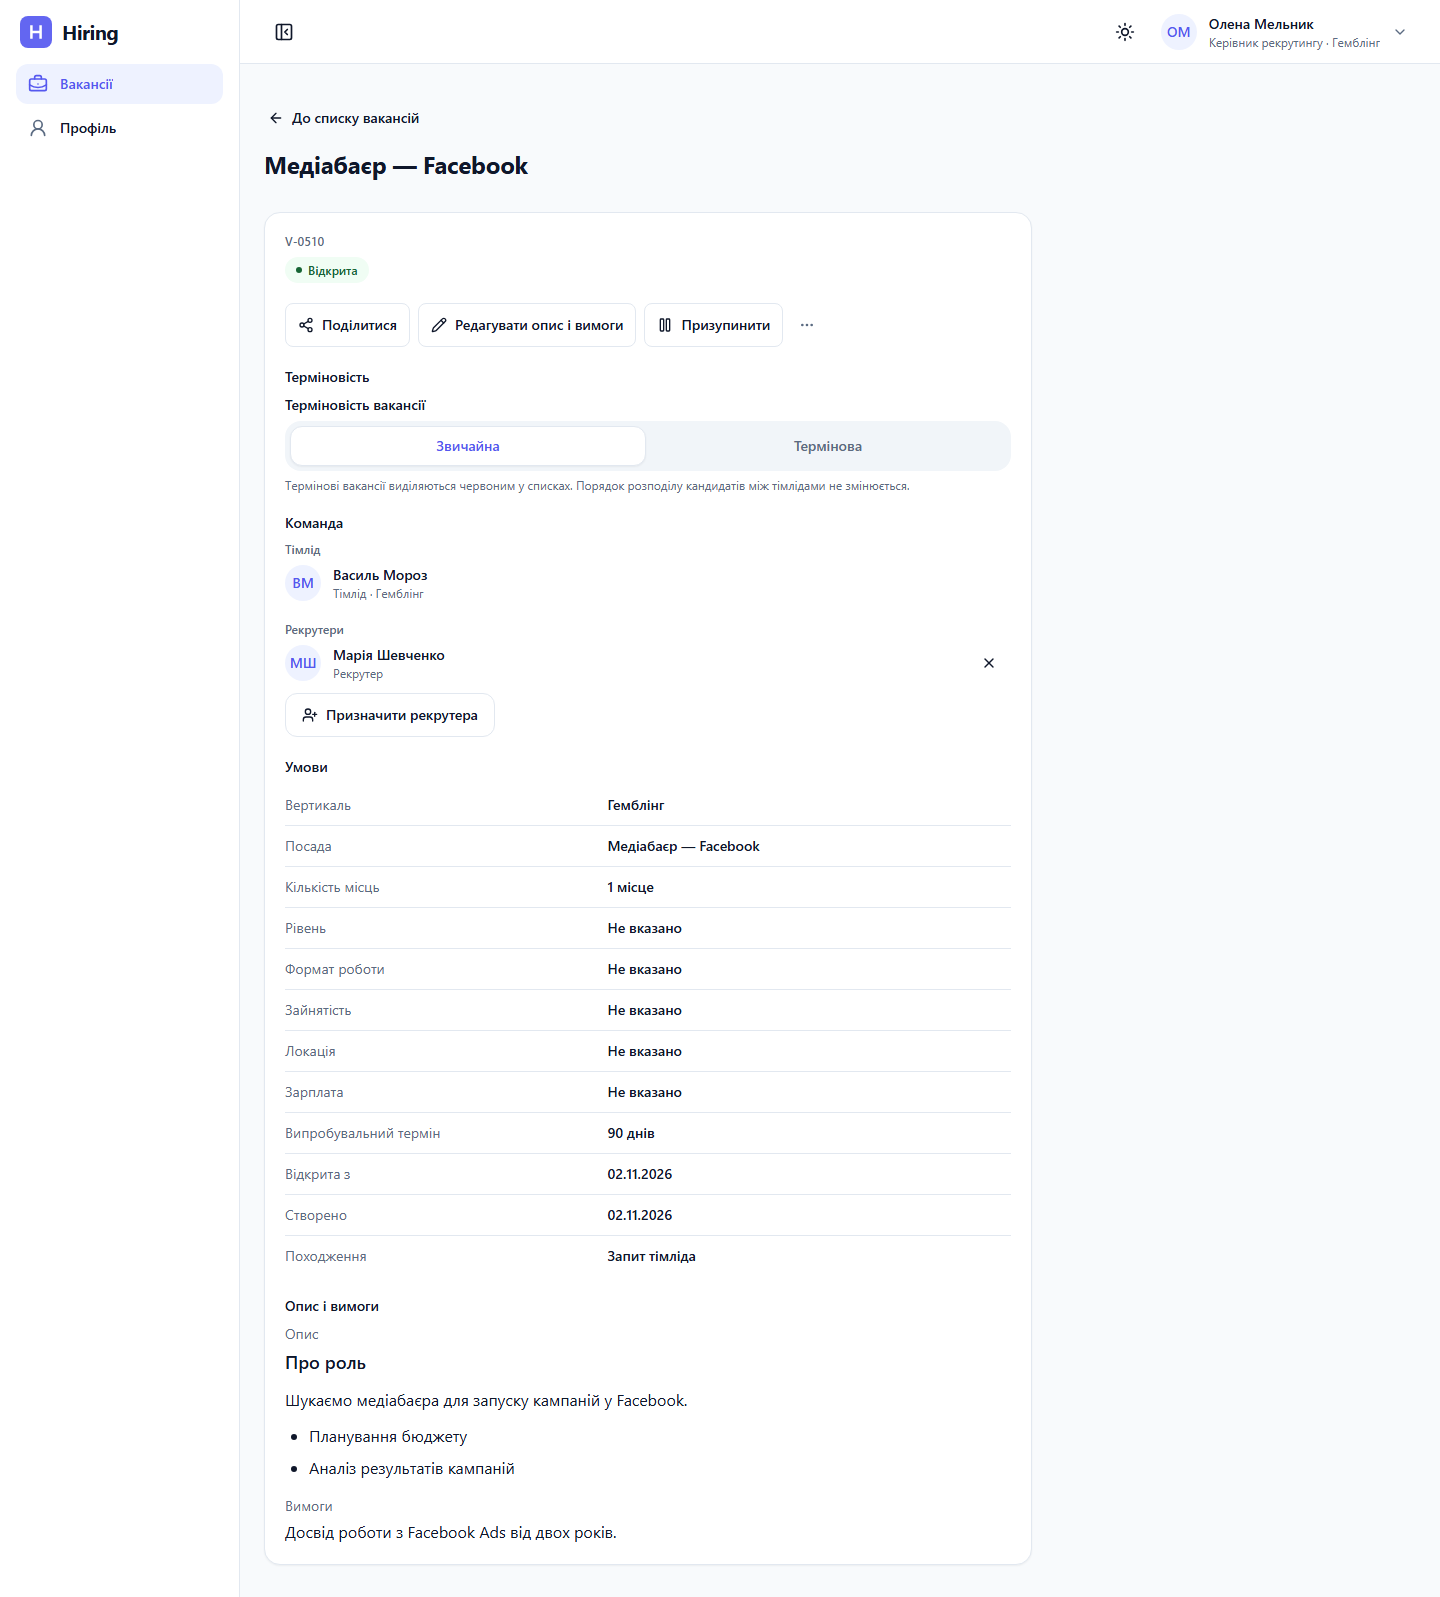 H Hiring
Вакансії
Профіль
ОМ
Олена Мельник
Керівник рекрутингу · Гемблінг
До списку вакансій
Медіабаєр — Facebook
V-0510
Відкрита
Поділитися
Редагувати опис і вимоги
Призупинити
Терміновість
Терміновість вакансії
Звичайна
Термінова
Термінові вакансії виділяються червоним у списках. Порядок розподілу кандидатів між тімлідами не змінюється.
Команда
Тімлід
ВМ
Василь Мороз
Тімлід · Гемблінг
Рекрутери
МШ
Марія Шевченко
Рекрутер
Призначити рекрутера
Умови
Вертикаль Гемблінг
Посада Медіабаєр — Facebook
Кількість місць 1 місце
Рівень Не вказано
Формат роботи Не вказано
Зайнятість Не вказано
Локація Не вказано
Зарплата Не вказано
Випробувальний термін 90 днів
Відкрита з 02.11.2026
Створено 02.11.2026
Походження Запит тімліда
Опис і вимоги
Опис
Про роль
Шукаємо медіабаєра для запуску кампаній у Facebook.
• Планування бюджету
• Аналіз результатів кампаній
Вимоги
Досвід роботи з Facebook Ads від двох років.